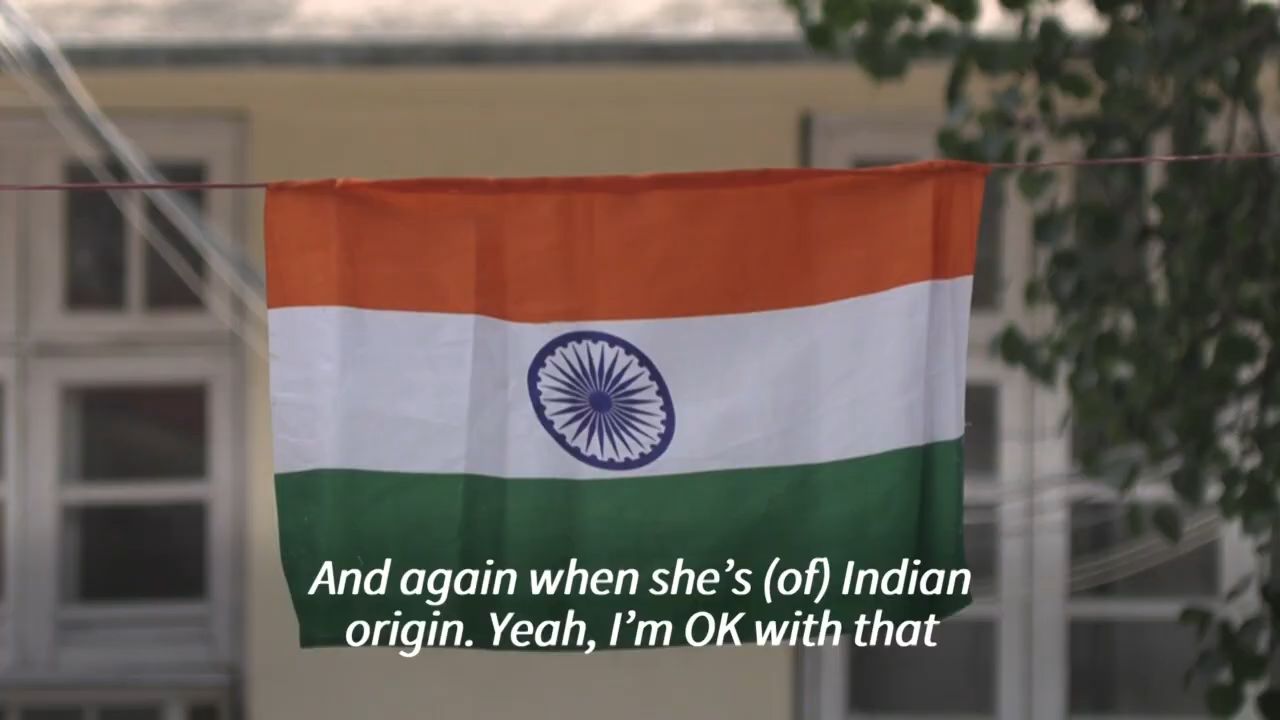 And again when she’s (of) Indian
origin. Yeah, I’m OK with that